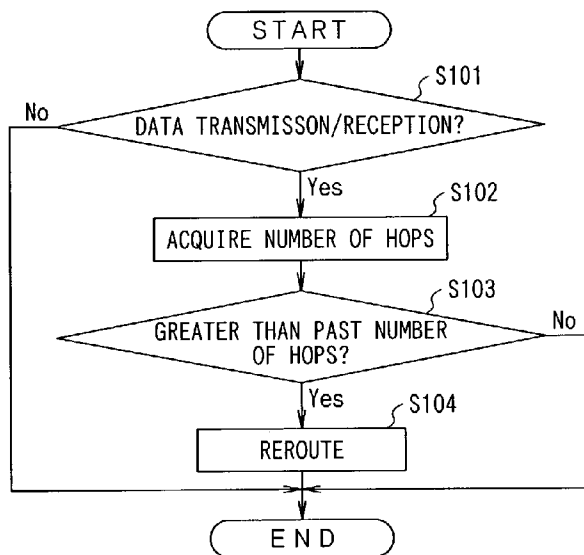 START
S101
No
DATA TRANSMISSON/RECEPTION?
Yes
S102
ACQUIRE NUMBER OF HOPS
S103
GREATER THAN PAST NUMBER
OF HOPS?
No
Yes
S104
REROUTE
END